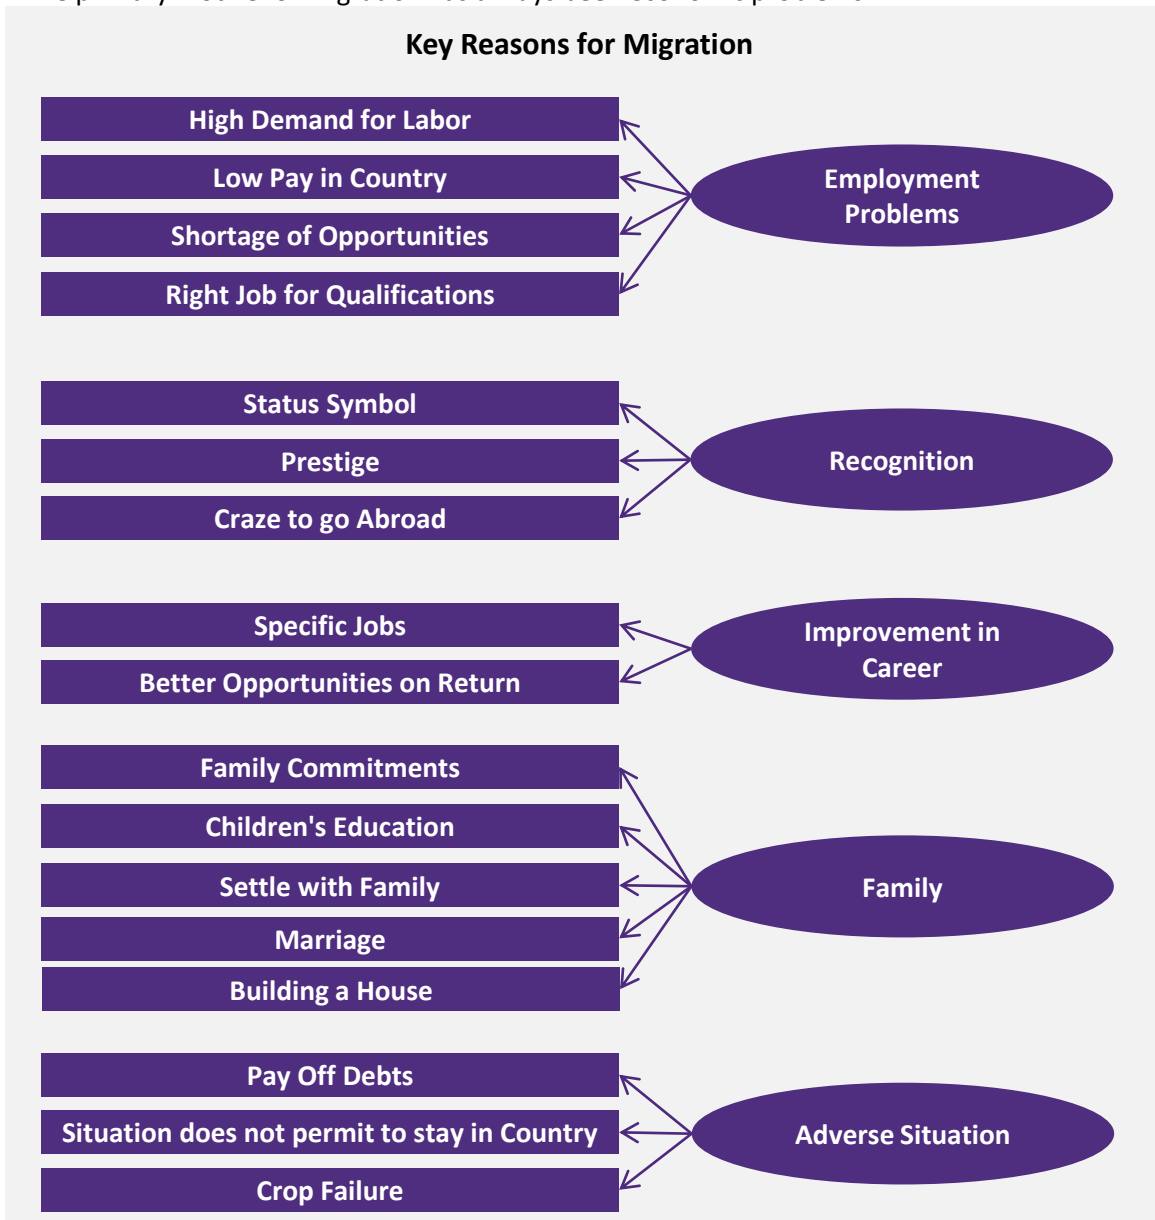 Key Reasons for Migration
High Demand for Labor
Low Pay in Country
Shortage of Opportunities
Right Job for Qualifications
Employment
Problems
Status Symbol
Prestige
Craze to go Abroad
Recognition
Specific Jobs
Better Opportunities on Return
Improvement in
Career
Family Commitments
Children's Education
Settle with Family
Marriage
Building a House
Family
Pay Off Debts
Situation does not permit to stay in Country
Crop Failure
Adverse Situation